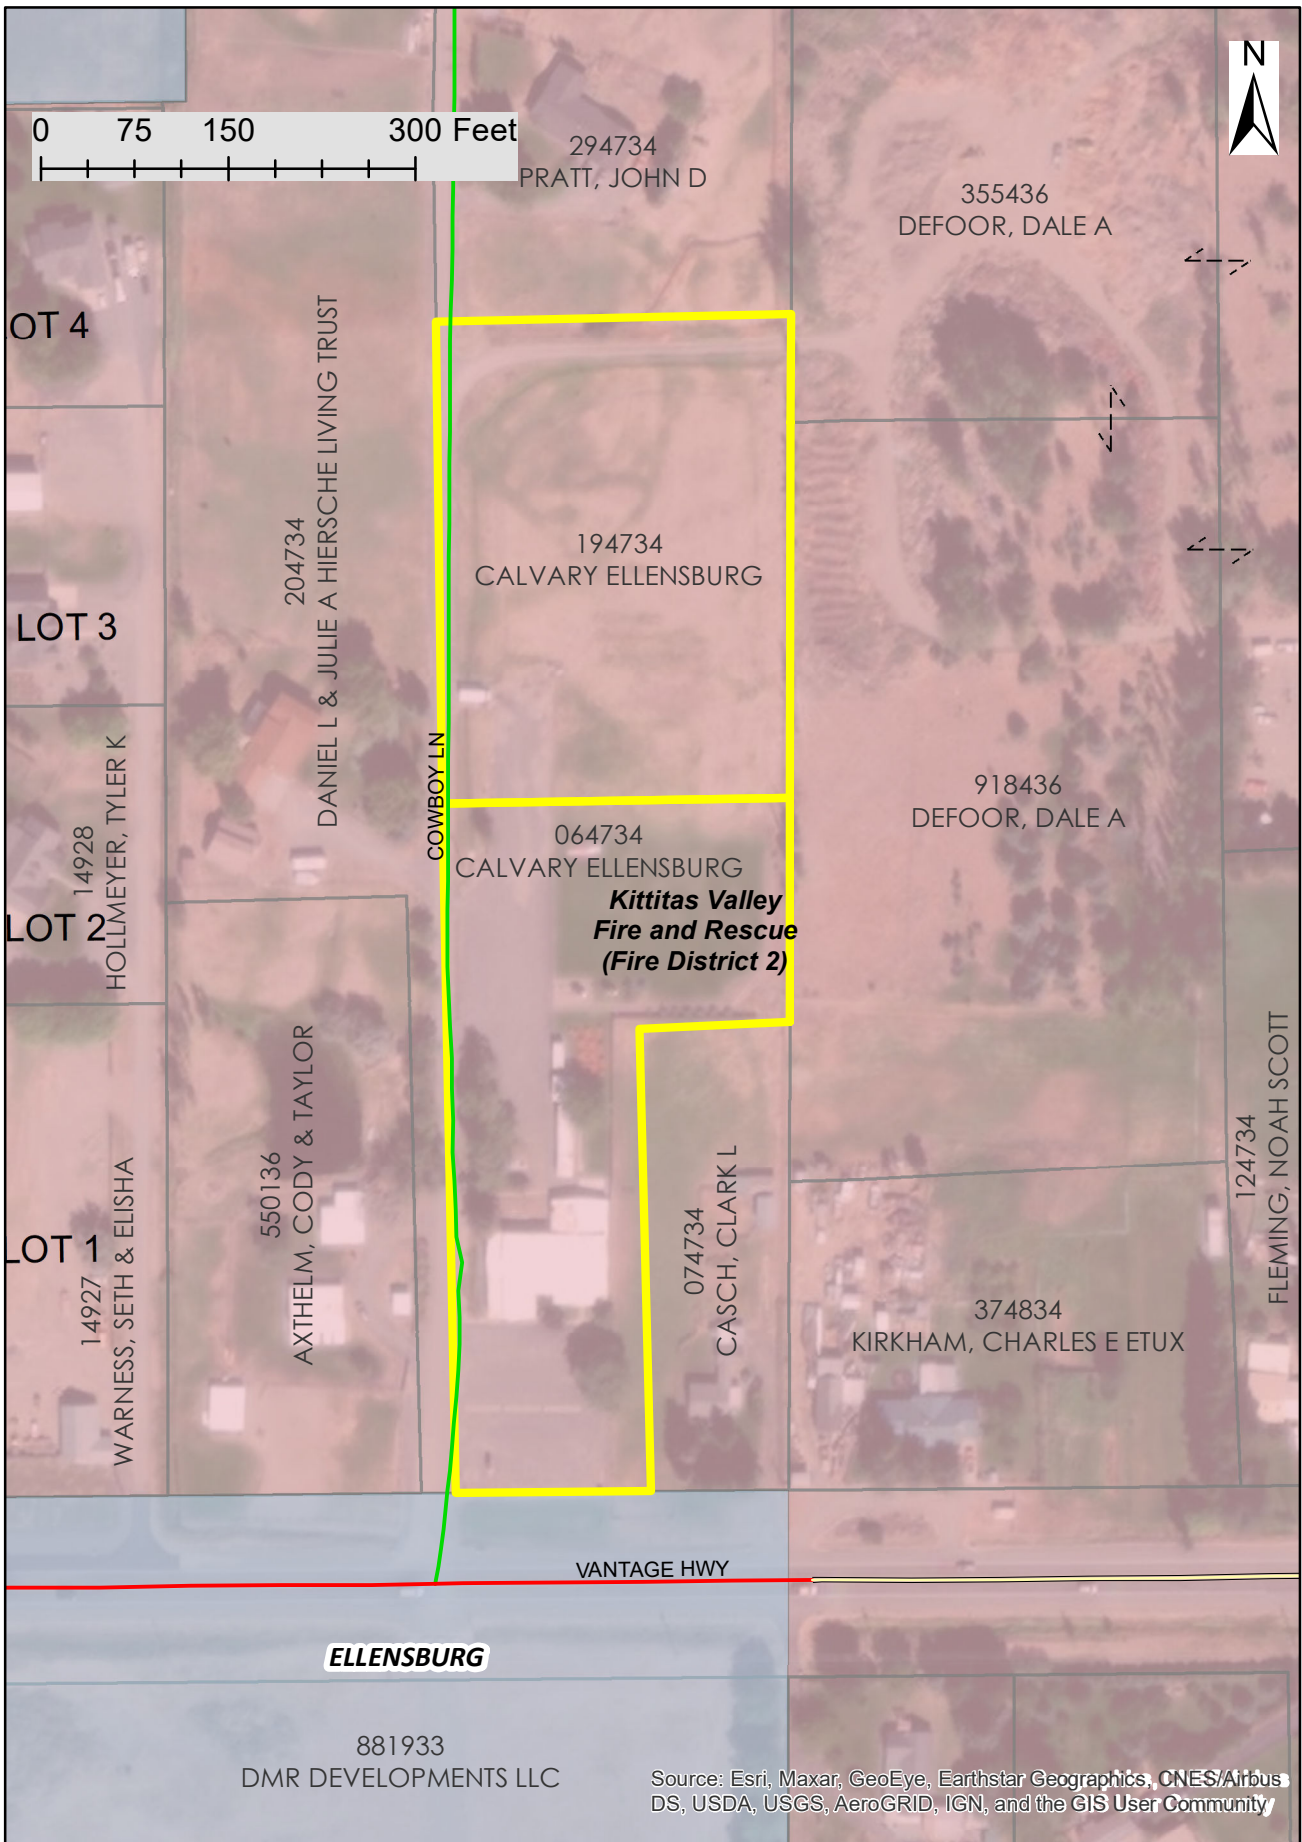 N
0 75 150 300 Feet
294734
PRATT, JOHN D
355436
DEFOOR, DALE A
OT 4
204734
DANIEL L & JULIE A HIERSCHE LIVING TRUST
194734
CALVARY ELLENSBURG
LOT 3
COWBOY LN
14928
HOLLMEYER, TYLER K
918436
DEFOOR, DALE A
064734
CALVARY ELLENSBURG
Kittitas Valley
Fire and Rescue
(Fire District 2)
LOT 2
550136
AXTHELM, CODY & TAYLOR
124734
FLEMING, NOAH SCOTT
074734
CASCH, CLARK L
LOT 1
14927
WARNESS, SETH & ELISHA
374834
KIRKHAM, CHARLES E ETUX
VANTAGE HWY
ELLENSBURG
881933
DMR DEVELOPMENTS LLC
Source: Esri, Maxar, GeoEye, Earthstar Geographics, CNES/Airbus
DS, USDA, USGS, AeroGRID, IGN, and the GIS User Community